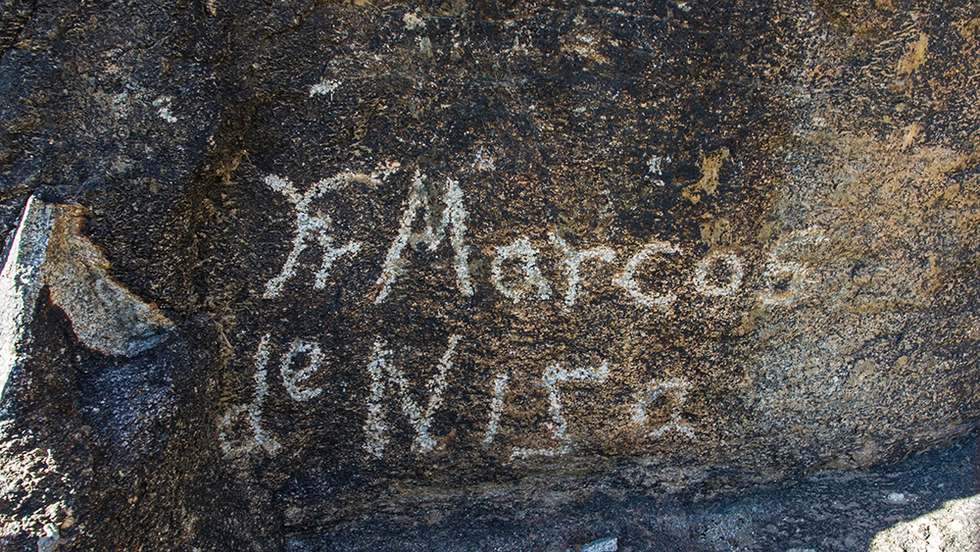 Fr Marcos
de Niza